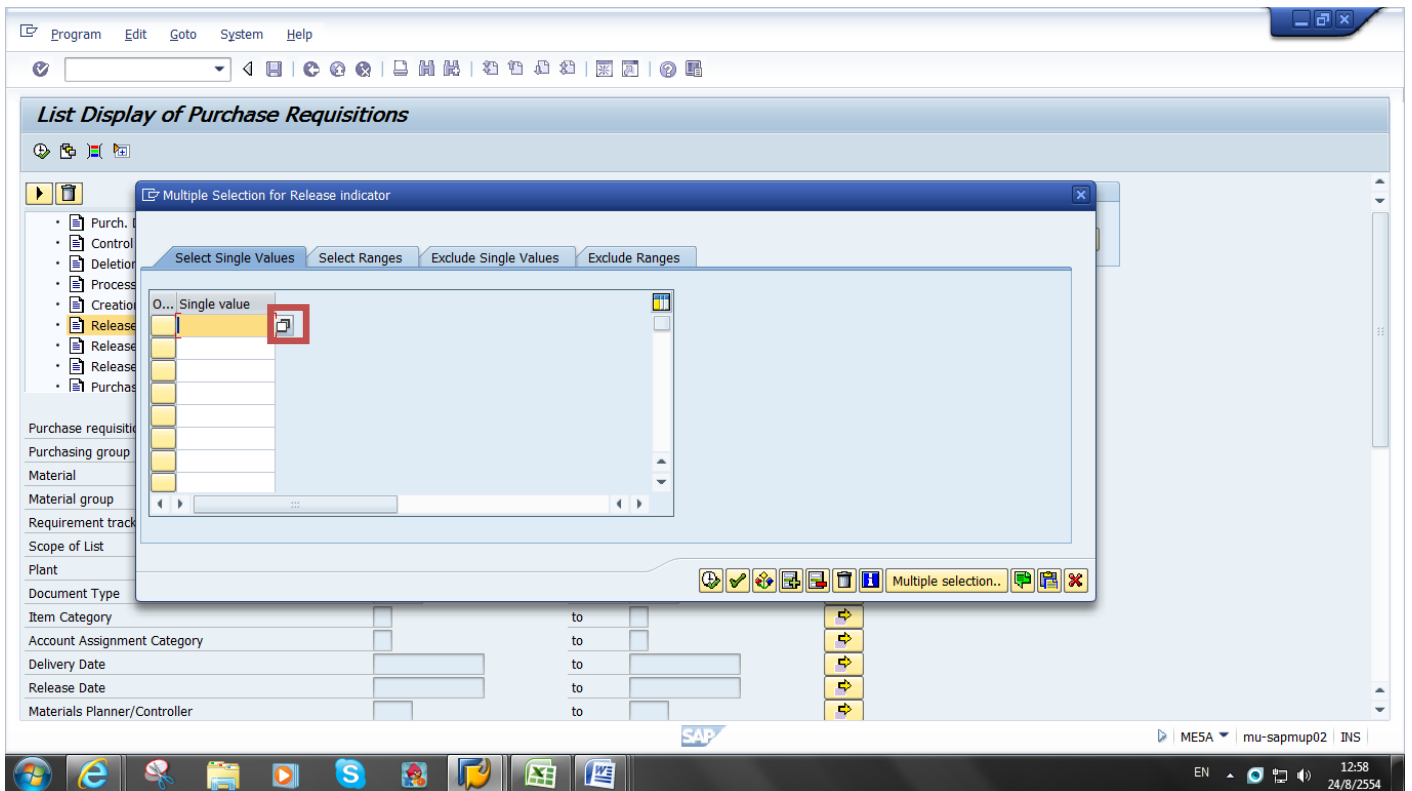 Program Edit Goto System Help
List Display of Purchase Requisitions
Multiple Selection for Release indicator
Purch.
Control
Deletion
Process
Creation
Release
Release
Release
Purchas
Select Single Values Select Ranges Exclude Single Values Exclude Ranges
O... Single value
Purchase requisitio
Purchasing group
Material
Material group
Requirement track
Scope of List
Plant
Document Type
Multiple selection..
Item Category to
Account Assignment Category to
Delivery Date to
Release Date to
Materials Planner/Controller to
SAP
ME5A mu-sapmup02 INS
EN 12:58
24/8/2554